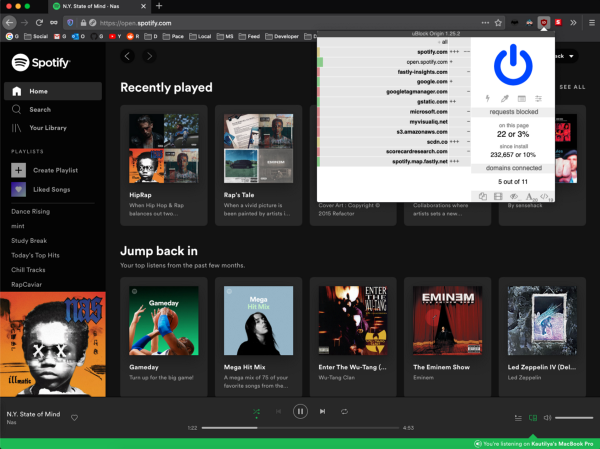 N.Y. State of Mind · Nas
https://open.spotify.com
G
Social
Pace
Local
MS
Feed
Developer
uBlock Origin 1.25.2
- all
spotify.com +++ --
open.spotify.com +
fastly-insights.com --
google.com + --
googletagmanager.com --
gstatic.com ++ --
microsoft.com --
myvisualiq.net --
s3.amazonaws.com --
scdn.co +++ --
scorecardresearch.com --
spotify.map.fastly.net +++
requests blocked
on this page
22 or 3%
since install
232,657 or 10%
domains connected
5 out of 11
Spotify
Home
Search
Your Library
PLAYLISTS
Create Playlist
Liked Songs
Dance Rising
mint
Study Break
Today's Top Hits
Chill Tracks
RapCaviar
nas
illmatic
Recently played
SEE ALL
HipRap
When Hip Hop & Rap
balances out two...
Rap's Tale
When a vivid picture is
been painted by artists i...
Cover Art : Copyright ©
2015 Refactor
Collaborations where
artists sets a new...
By sensehack
Jump back in
Your top listens from the past few months.
Gameday
Gameday
Turn up for the big game!
Mega
Hit Mix
Mega Hit Mix
A mega mix of 75 of your
favorite songs from the...
ENTER THE
WU-TANG
Enter The Wu-Tang (...
Wu-Tang Clan
EMINEM
The Eminem Show
Eminem
Led Zeppelin IV (Del...
Led Zeppelin
N.Y. State of Mind
Nas
1:22
4:53
You're listening on Kautilya's MacBook Pro